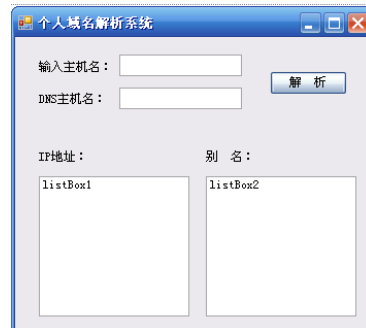 个人域名解析系统
输入主机名：
解 析
DNS主机名：
IP地址：
别 名：
listBox1
listBox2